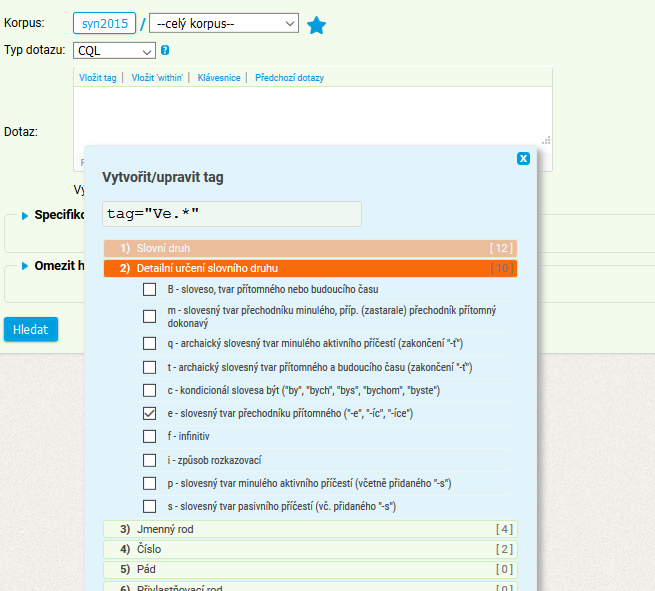 Korpus: syn2015 / --celý korpus--
Typ dotazu: CQL ?
Vložit tag | Vložit 'within' | Klávesnice | Předchozí dotazy
Dotaz:
x
Vytvořit/upravit tag
tag="Ve.*"
1) Slovní druh [ 12 ]
2) Detailní určení slovního druhu [ 10 ]
B - sloveso, tvar přítomného nebo budoucího času
m - slovesný tvar přechodníku minulého, příp. (zastarale) přechodník přítomný
dokonavý
q - archaický slovesný tvar minulého aktivního příčestí (zakončení "-ť")
t - archaický slovesný tvar přítomného a budoucího času (zakončení "-ť")
c - kondicionál slovesa být ("by", "bych", "bys", "bychom", "byste")
e - slovesný tvar přechodníku přítomného ("-e", "-íc", "-íce")
f - infinitiv
i - způsob rozkazovací
p - slovesný tvar minulého aktivního příčestí (včetně přidaného "-s")
s - slovesný tvar pasivního příčestí (vč. přidaného "-s")
3) Jmenný rod [ 4 ]
4) Číslo [ 2 ]
5) Pád [ 0 ]
6) Přivlastňovací rod [ 0 ]
Vy
Specifiko
Omezit h
Hledat